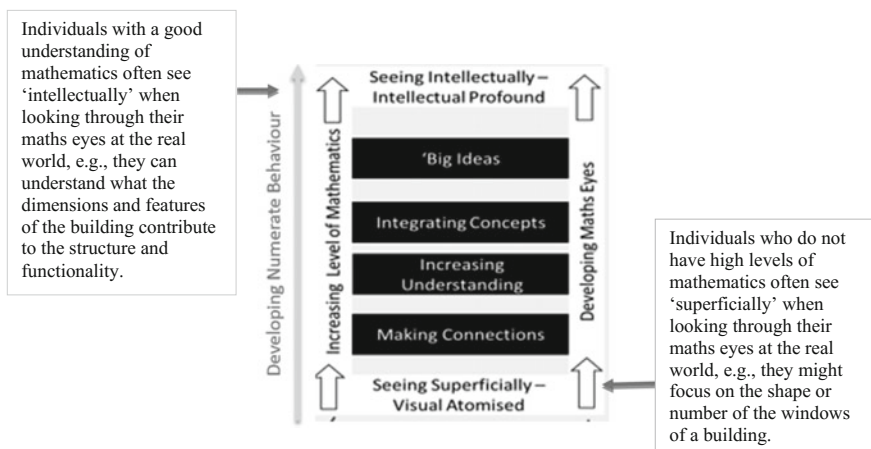 Individuals with a good
understanding of
mathematics often see
‘intellectually’ when
looking through their
maths eyes at the real
world, e.g., they can
understand what the
dimensions and features
of the building contribute
to the structure and
functionality.
Developing Numerate Behaviour
Increasing Level of Mathematics
Seeing Intellectually –
Intellectual Profound
'Big Ideas
Integrating Concepts
Increasing
Understanding
Making Connections
Seeing Superficially –
Visual Atomised
Developing Maths Eyes
Individuals who do not
have high levels of
mathematics often see
‘superficially’ when
looking through their
maths eyes at the real
world, e.g., they might
focus on the shape or
number of the windows
of a building.